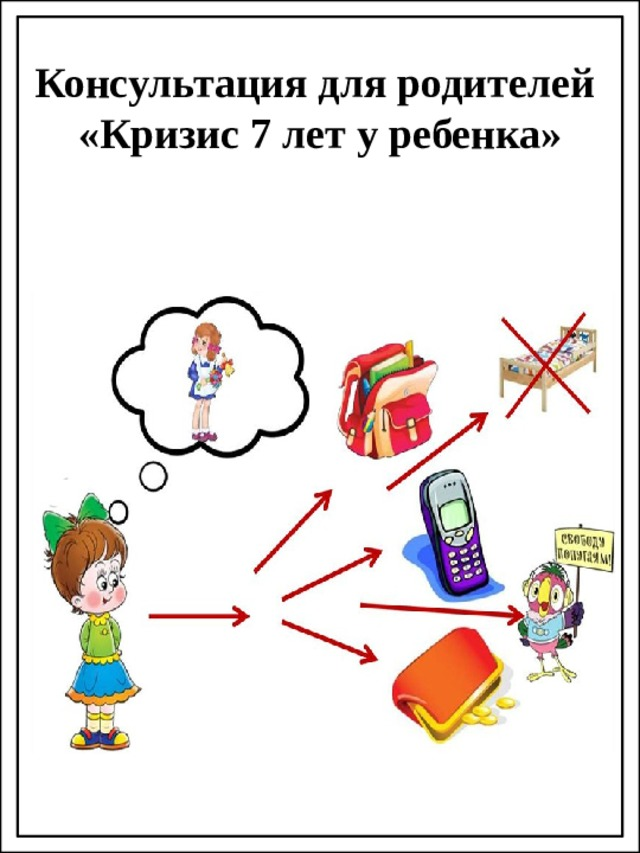 Консультация для родителей
«Кризис 7 лет у ребенка»
СВОБОДУ
ПОПУГАЯМ!